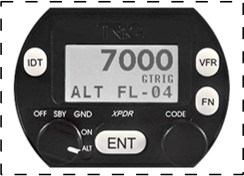 TRIG
7000
IDT
VFR
GTRIG
ALT FL-04
FN
OFF SBY GND XPDR CODE
ON
ALT
ENT